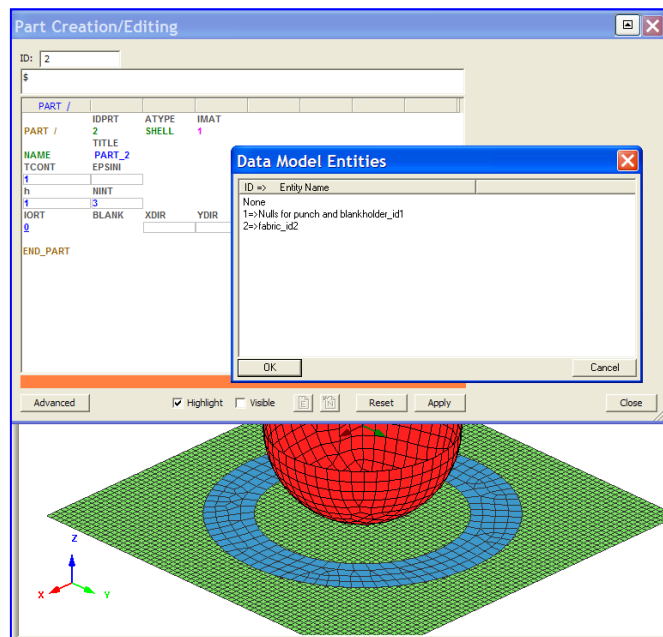 Part Creation/Editing
ID: 2
$
PART /
IDPRT ATYPE IMAT
PART / 2 SHELL 1
TITLE
NAME PART_2
TCONT EPSINI
1
h NINT
1 3
IORT BLANK XDIR YDIR
0
END_PART
Data Model Entities
ID => Entity Name
None
1=>Nulls for punch and blankholder_id1
2=>fabric_id2
OK Cancel
Advanced Highlight Visible E N Reset Apply Close
Z
X Y